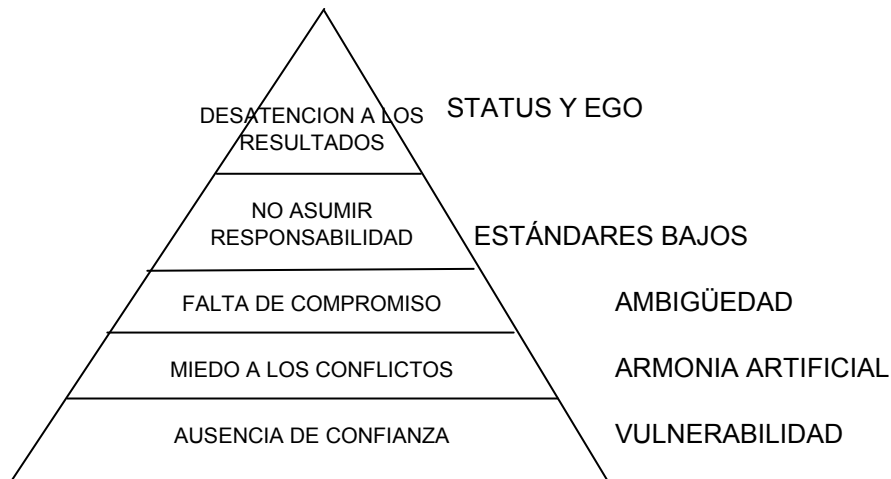 DESATENCION A LOS
RESULTADOS
STATUS Y EGO
NO ASUMIR
RESPONSABILIDAD
ESTÁNDARES BAJOS
FALTA DE COMPROMISO
AMBIGÜEDAD
MIEDO A LOS CONFLICTOS
ARMONIA ARTIFICIAL
AUSENCIA DE CONFIANZA
VULNERABILIDAD